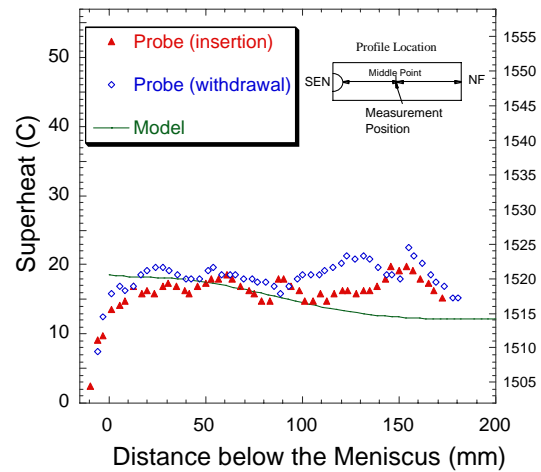 Probe (insertion)
Probe (withdrawal)
Model
Profile Location
SEN
Middle Point
NF
Measurement
Position
Superheat (C)
50
40
30
20
10
0
1560
1555
1550
1545
1540
1535
1530
1525
1520
1515
1510
1505
0
50
100
150
200
Distance below the Meniscus (mm)